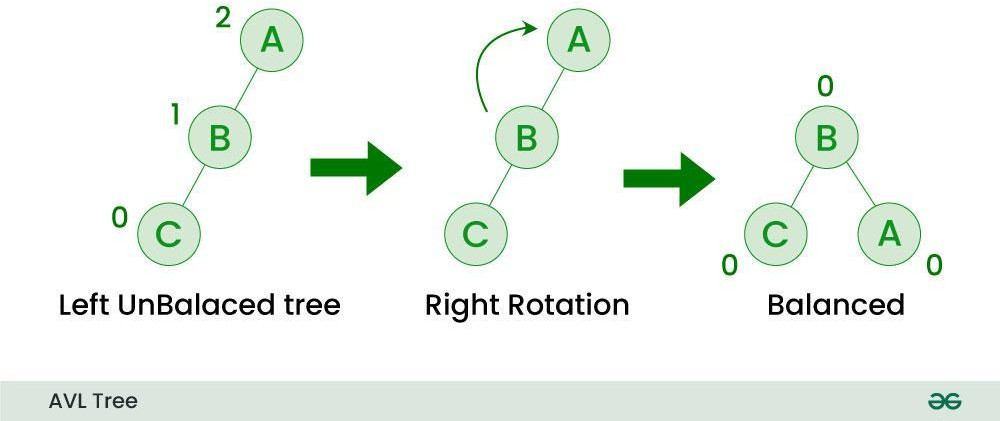 2
A
1
B
0
C
Left UnBalaced tree
A
B
C
Right Rotation
0
B
C
A
0
0
Balanced
AVL Tree